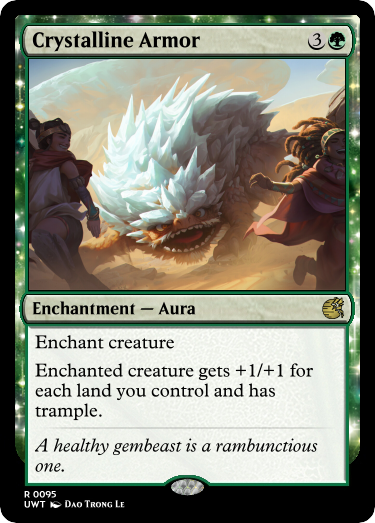 Crystalline Armor 3
Enchantment — Aura
Enchant creature
Enchanted creature gets +1/+1 for
each land you control and has
trample.
A healthy gembeast is a rambunctious
one.
R 0095
UWT Dao Trong Le